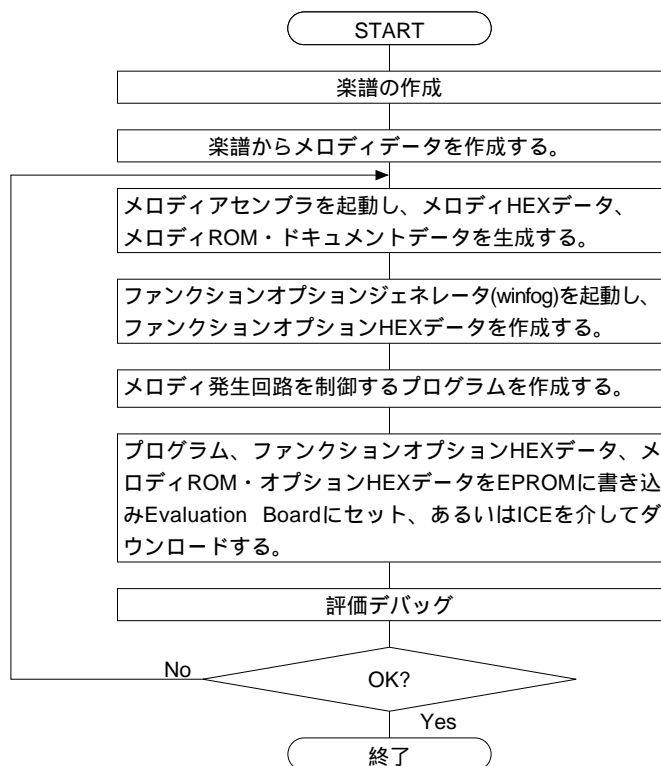 START
楽譜の作成
楽譜からメロディデータを作成する。
メロディアセンブラを起動し、メロディHEXデータ、
メロディROM・ドキュメントデータを生成する。
ファンクションオプションジェネレータ(winfog)を起動し、
ファンクションオプションHEXデータを作成する。
メロディ発生回路を制御するプログラムを作成する。
プログラム、ファンクションオプションHEXデータ、メ
ロディROM・オプションHEXデータをEPROMに書き込
みEvaluation Boardにセット、あるいはICEを介してダ
ウンロードする。
評価デバッグ
No
OK?
Yes
終了